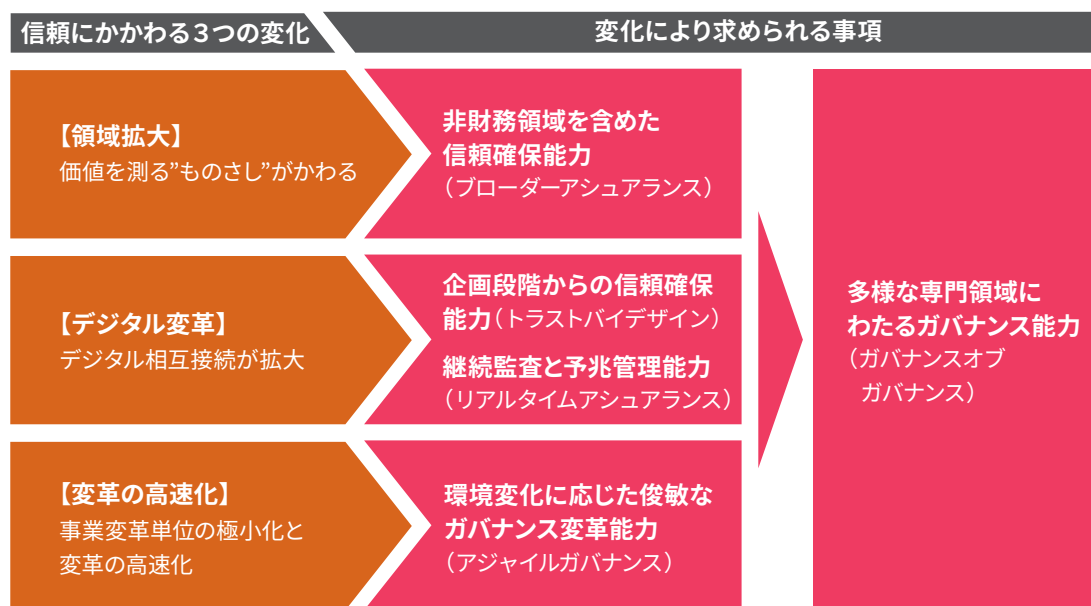 信頼にかかわる３つの変化
変化により求められる事項
【領域拡大】
価値を測る”ものさし”がかわる
非財務領域を含めた
信頼確保能力
（ブローダーアシュアランス）
【デジタル変革】
デジタル相互接続が拡大
企画段階からの信頼確保
能力（トラストバイデザイン）
継続監査と予兆管理能力
（リアルタイムアシュアランス）
【変革の高速化】
事業変革単位の極小化と
変革の高速化
環境変化に応じた俊敏な
ガバナンス変革能力
（アジャイルガバナンス）
多様な専門領域に
わたるガバナンス能力
（ガバナンスオブ
ガバナンス）